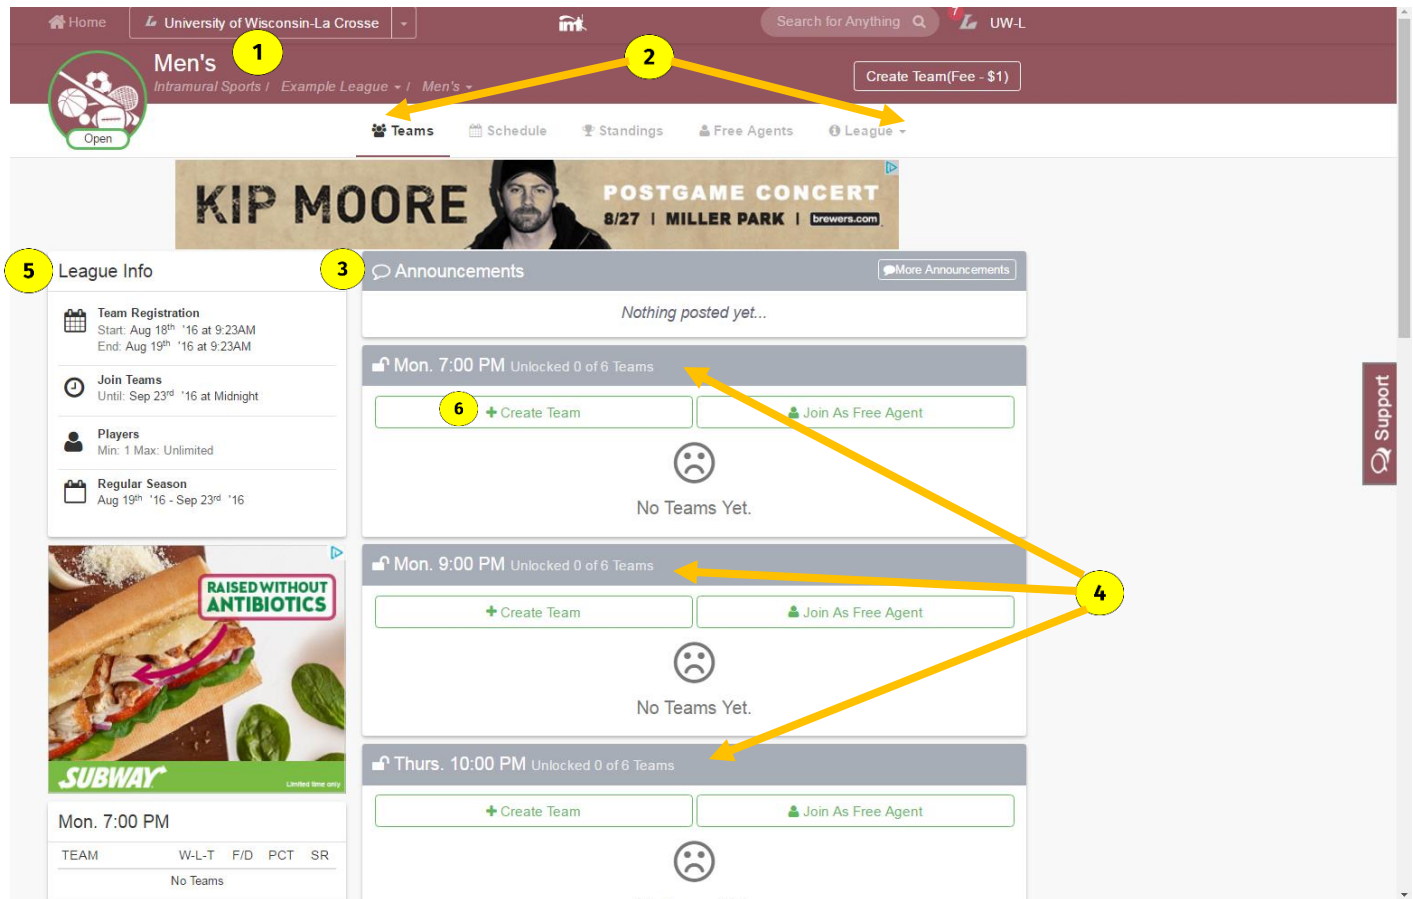 Home
University of Wisconsin-La Crosse
imL
Search for Anything
7
UW-L
1
2
Men's
Intramural Sports / Example League / Men's
Create Team(Fee - $1)
Open
Teams
Schedule
Standings
Free Agents
League
KIP MOORE
POSTGAME CONCERT
8/27 | MILLER PARK | brewers.com
5
League Info
3
Announcements
More Announcements
Nothing posted yet...
Team Registration
Start: Aug 18th '16 at 9:23AM
End: Aug 19th '16 at 9:23AM
Join Teams
Until: Sep 23rd '16 at Midnight
Players
Min: 1 Max: Unlimited
Regular Season
Aug 19th '16 - Sep 23rd '16
Mon. 7:00 PM Unlocked 0 of 6 Teams
6
+ Create Team
Join As Free Agent
No Teams Yet.
Support
Mon. 9:00 PM Unlocked 0 of 6 Teams
4
+ Create Team
Join As Free Agent
No Teams Yet.
RAISED WITHOUT
ANTIBIOTICS
SUBWAY
Limited time only
Thurs. 10:00 PM Unlocked 0 of 6 Teams
+ Create Team
Join As Free Agent
Mon. 7:00 PM
TEAM W-L-T F/D PCT SR
No Teams